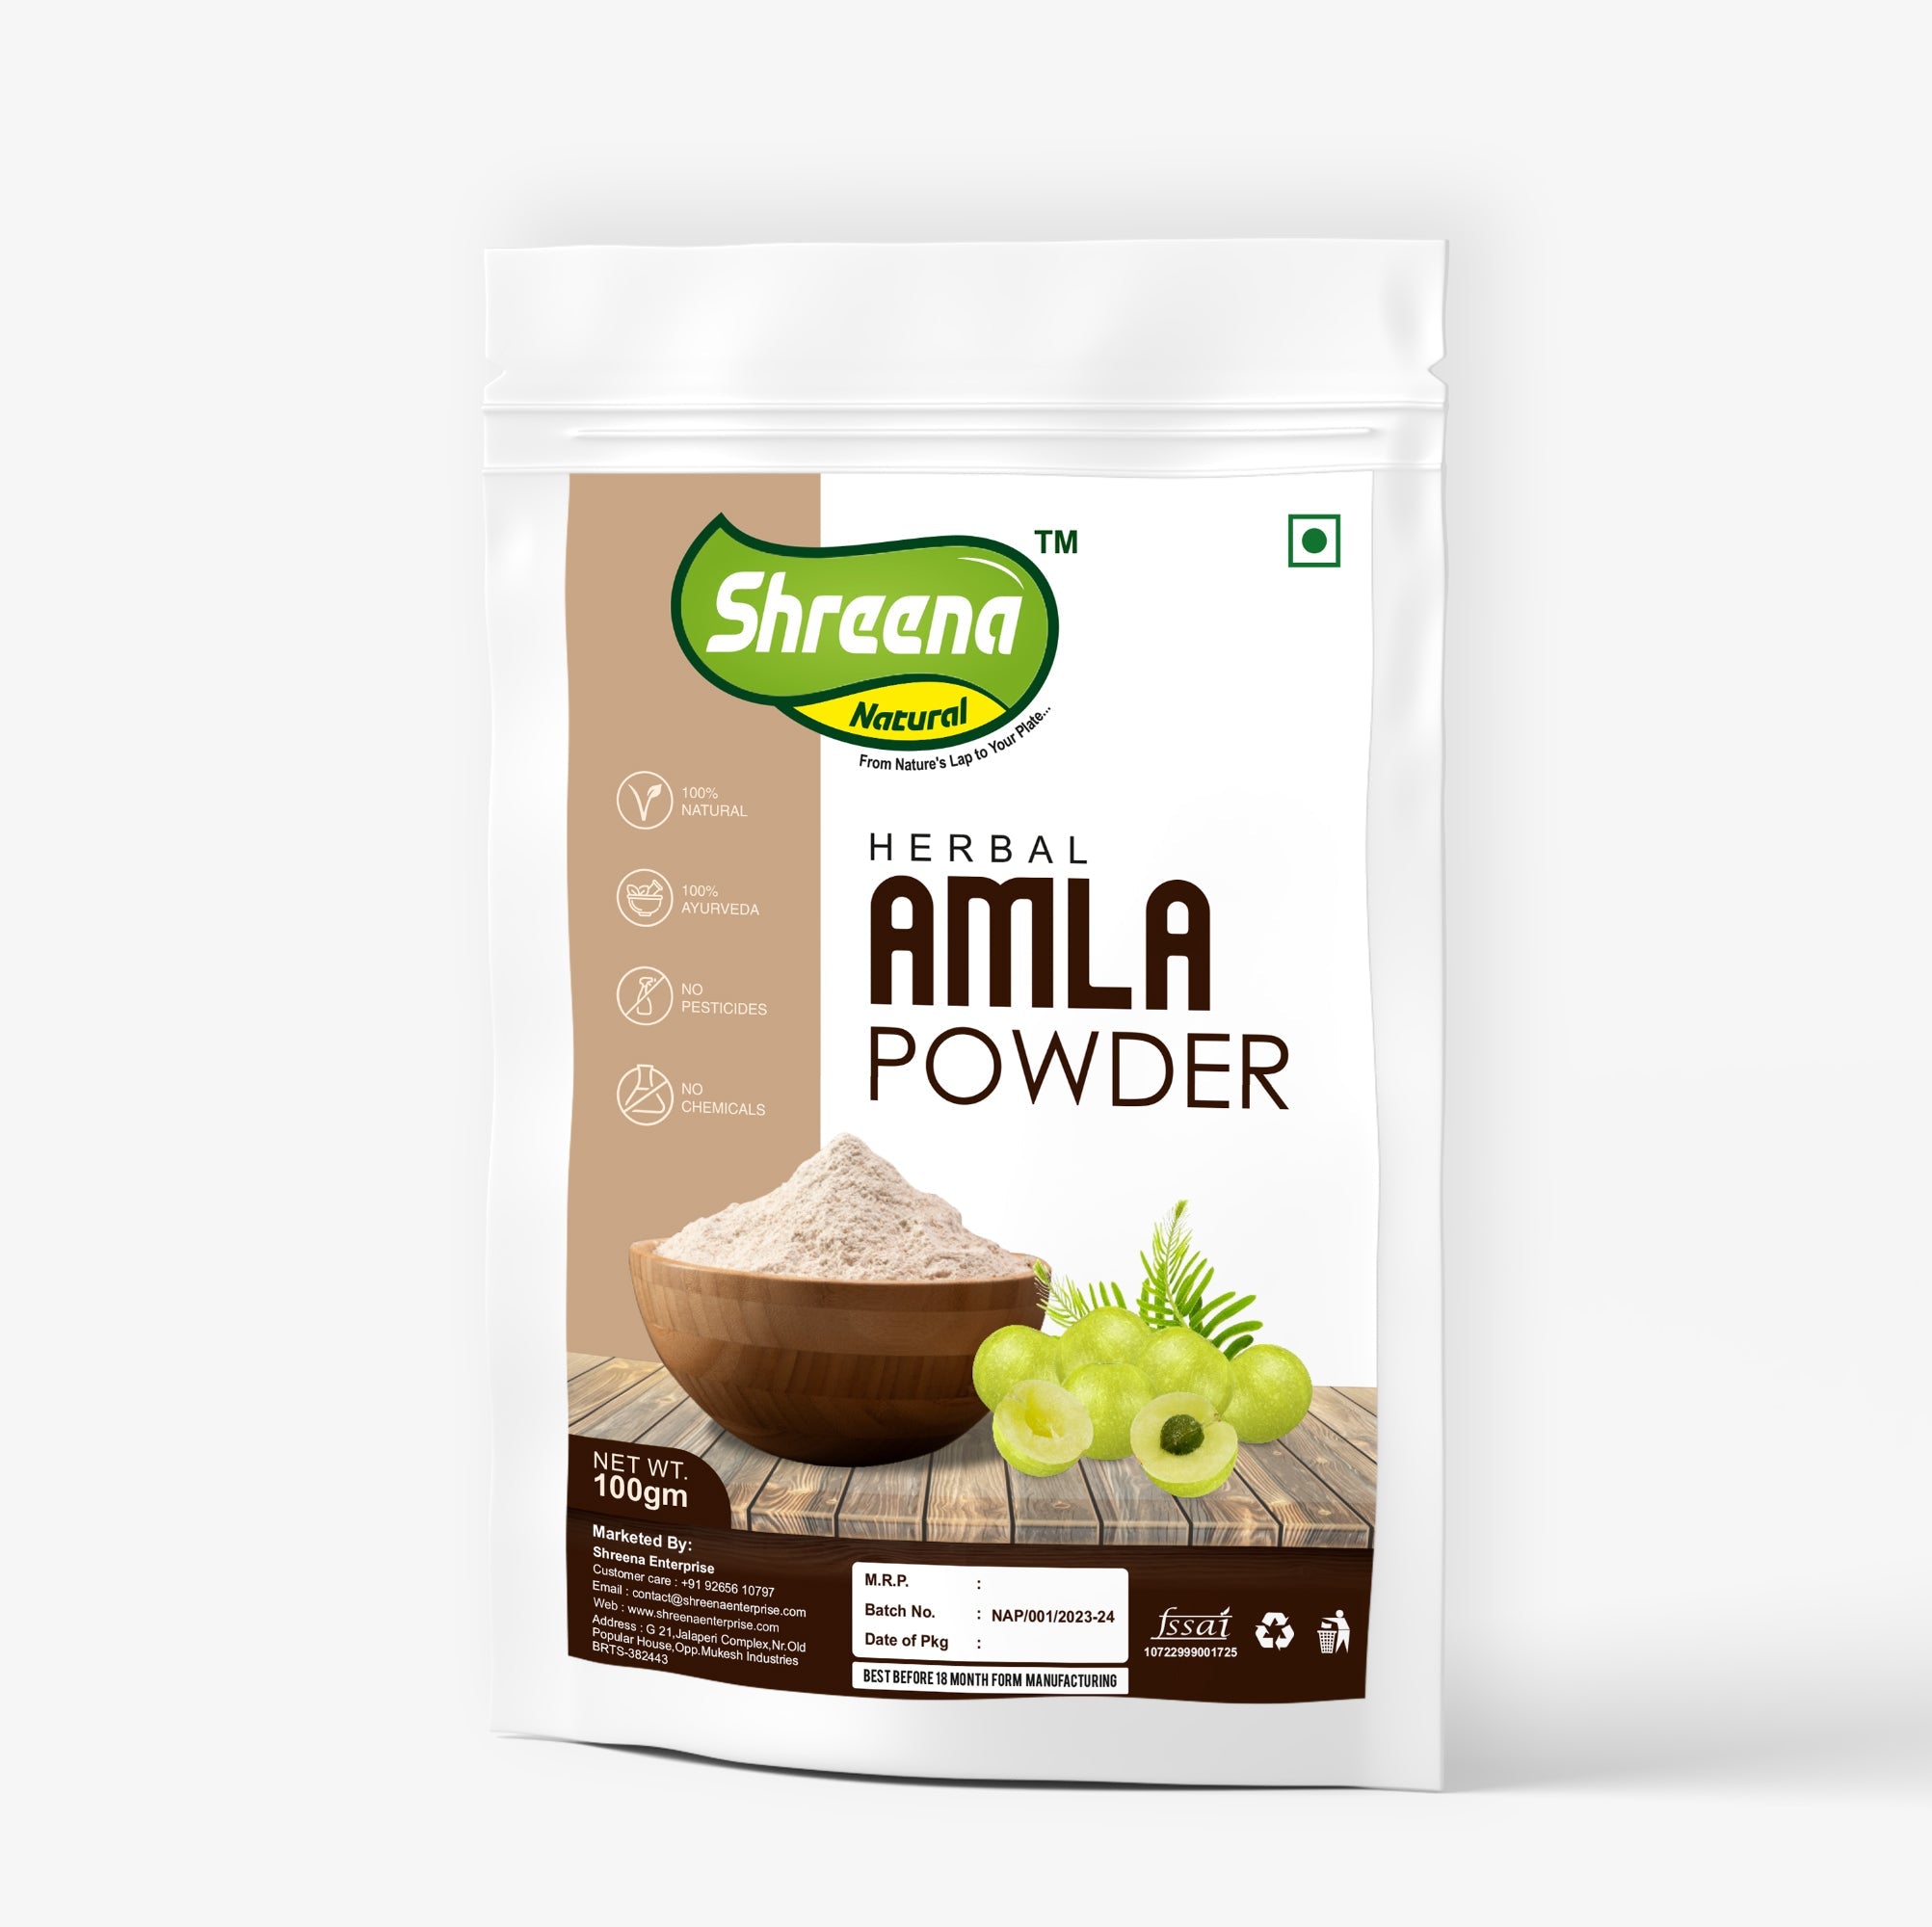 Shreena
TM
Natural
From Nature's Lap to Your Plate...
100%
NATURAL
100%
AYURVEDA
NO
PESTICIDES
NO
CHEMICALS
HERBAL
AMLA
POWDER
NET WT.
100gm
Marketed By:
Shreena Enterprise
Customer care : +91 92656 10797
Email : contact@shreenaenterprise.com
Web : www.shreenaenterprise.com
Address : G 21,Jalaperi Complex,Nr.Old
Popular House,Opp.Mukesh Industries
BRTS-382443
M.R.P. :
Batch No. : NAP/001/2023-24
Date of Pkg :
BEST BEFORE 18 MONTH FORM MANUFACTURING
fssai
10722999001725